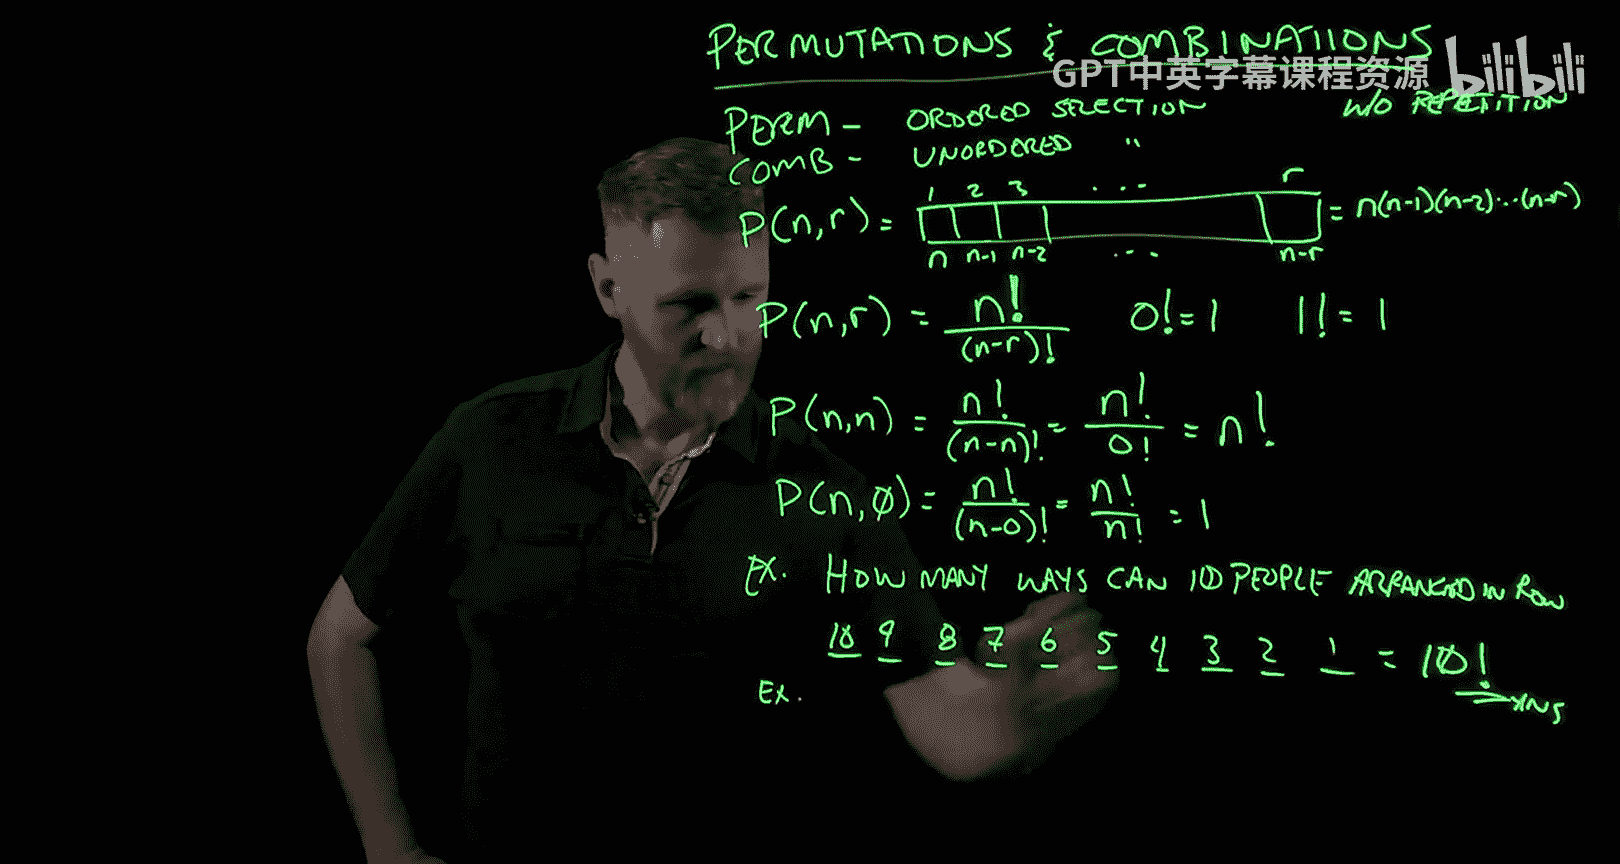 PERMUTATIONS & COMBINATIONS
GPT中英字幕课程资源 bilibili
PERM - ORDERED SELECTION W/O REPETITION
COMB - UNORDERED "
1 2 3 ... r
P(n,r) = = n(n-1)(n-2)...(n-r)
n n-1 n-2 ... n-r
P(n,r) = n!/(n-r)! 0! = 1 1! = 1
P(n,n) = n!/(n-n)! = n!/0! = n!
P(n,0) = n!/(n-0)! = n!/n! = 1
EX. HOW MANY WAYS CAN 10 PEOPLE ARRANGED IN ROW
10 9 8 7 6 5 4 3 2 1 = 10!
EX.